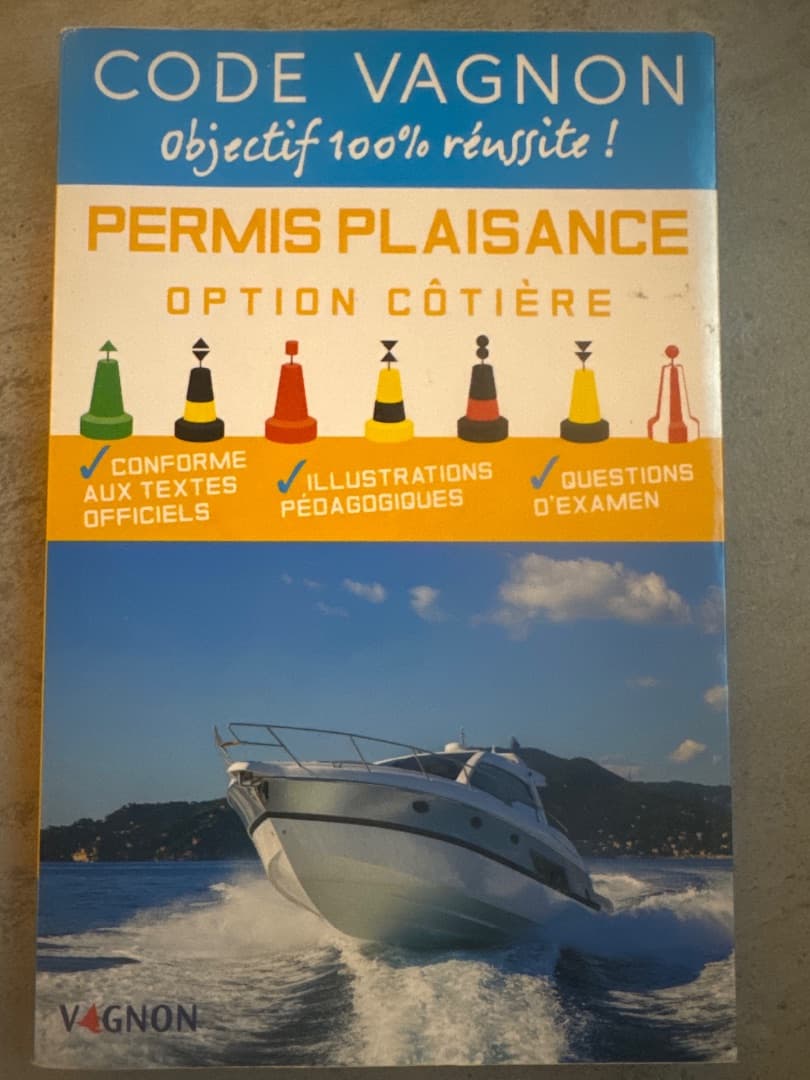 CODE VAGNON
Objectif 100% réussite !
PERMIS PLAISANCE
OPTION CÔTIÈRE
CONFORME
AUX TEXTES
OFFICIELS
ILLUSTRATIONS
PÉDAGOGIQUES
QUESTIONS
D'EXAMEN
VAGNON